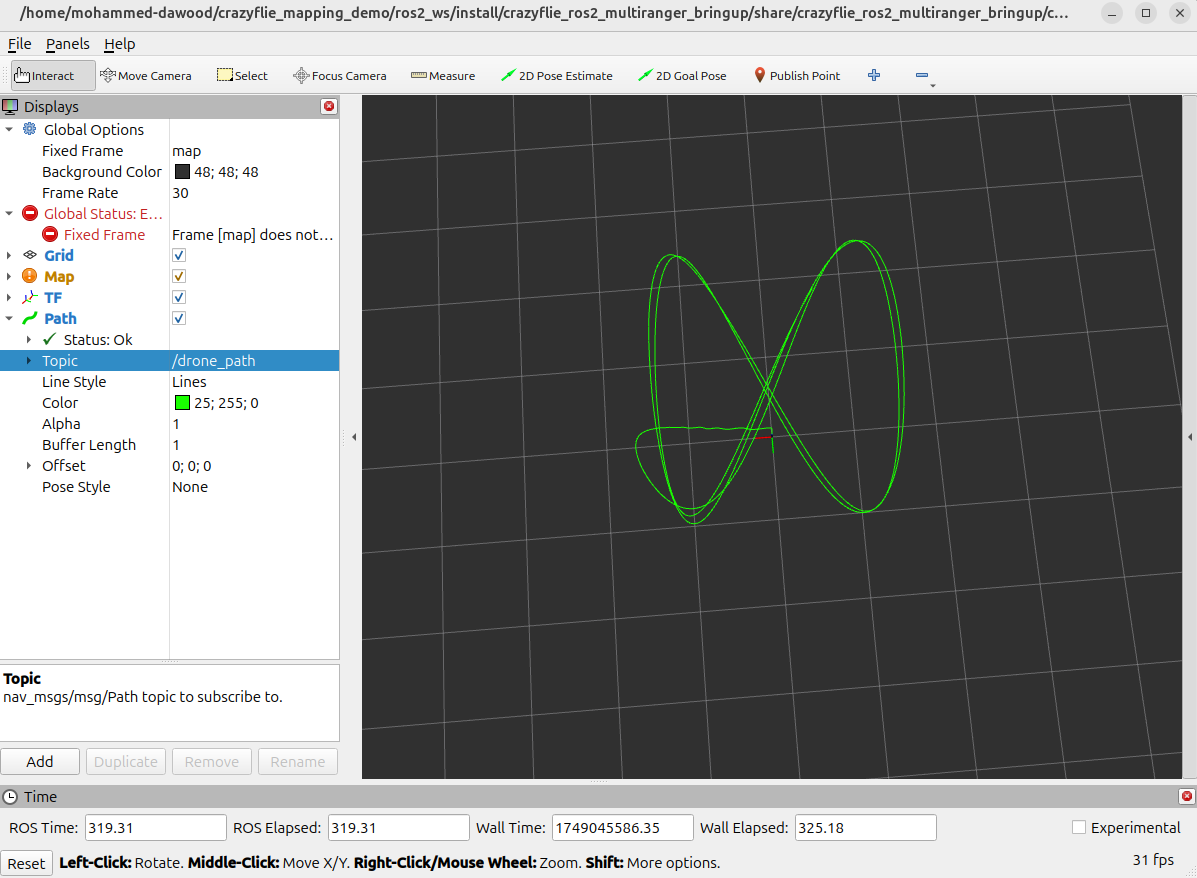 /home/mohammed-dawood/crazyflie_mapping_demo/ros2_ws/install/crazyflie_ros2_multiranger_bringup/share/crazyflie_ros2_multiranger_bringup/c...
File Panels Help
Interact Move Camera Select Focus Camera Measure 2D Pose Estimate 2D Goal Pose Publish Point
Displays
Global Options
Fixed Frame map
Background Color 48; 48; 48
Frame Rate 30
Global Status: E...
Fixed Frame Frame [map] does not...
Grid
Map
TF
Path
Status: Ok
Topic /drone_path
Line Style Lines
Color 25; 255; 0
Alpha 1
Buffer Length 1
Offset 0; 0; 0
Pose Style None
Topic
nav_msgs/msg/Path topic to subscribe to.
Add Duplicate Remove Rename
Time
ROS Time: 319.31 ROS Elapsed: 319.31 Wall Time: 1749045586.35 Wall Elapsed: 325.18 Experimental
Reset Left-Click: Rotate. Middle-Click: Move X/Y. Right-Click/Mouse Wheel: Zoom. Shift: More options. 31 fps